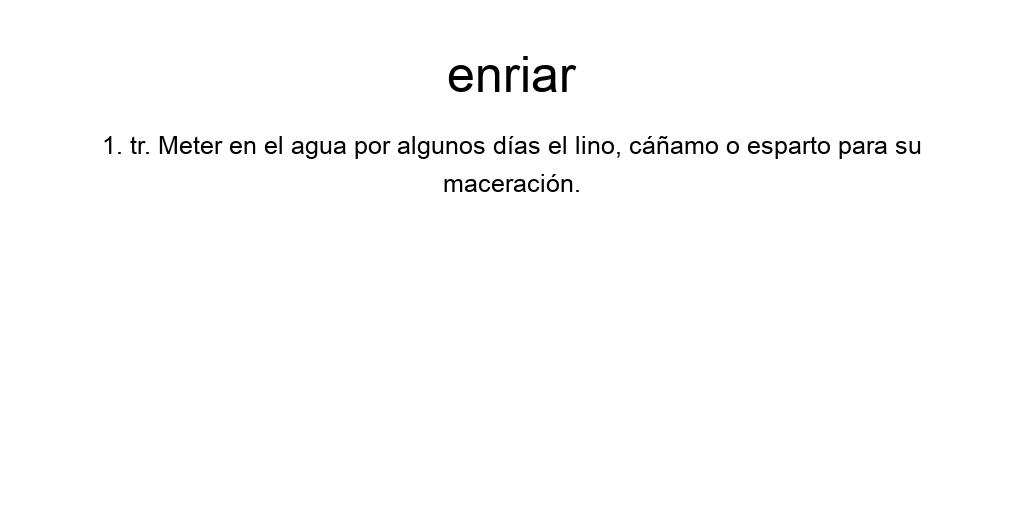 enriar
1. tr. Meter en el agua por algunos días el lino, cáñamo o esparto para su
maceración.